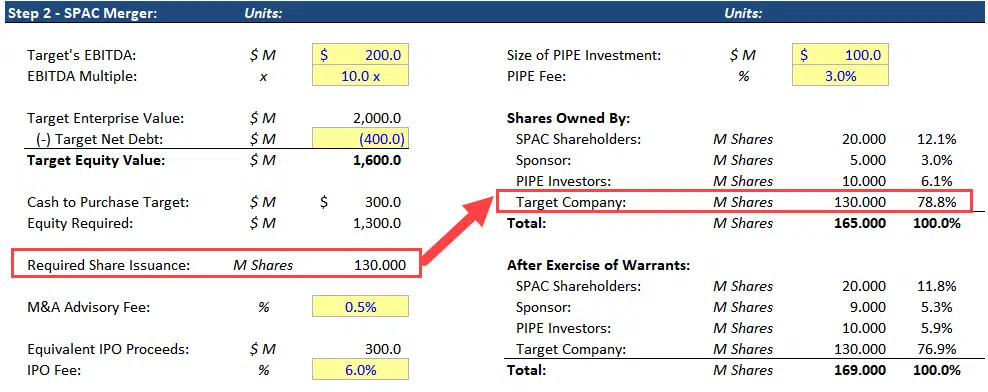 Step 2 - SPAC Merger: Units: Units:
Target's EBITDA: $ M $ 200.0
EBITDA Multiple: x 10.0 x
Target Enterprise Value: $ M 2,000.0
(-) Target Net Debt: $ M (400.0)
Target Equity Value: $ M 1,600.0
Cash to Purchase Target: $ M $ 300.0
Equity Required: $ M 1,300.0
Required Share Issuance: M Shares 130.000
M&A Advisory Fee: % 0.5%
Equivalent IPO Proceeds: $ M 300.0
IPO Fee: % 6.0%
Size of PIPE Investment: $ M $ 100.0
PIPE Fee: % 3.0%
Shares Owned By:
SPAC Shareholders: M Shares 20.000 12.1%
Sponsor: M Shares 5.000 3.0%
PIPE Investors: M Shares 10.000 6.1%
Target Company: M Shares 130.000 78.8%
Total: M Shares 165.000 100.0%
After Exercise of Warrants:
SPAC Shareholders: M Shares 20.000 11.8%
Sponsor: M Shares 9.000 5.3%
PIPE Investors: M Shares 10.000 5.9%
Target Company: M Shares 130.000 76.9%
Total: M Shares 169.000 100.0%